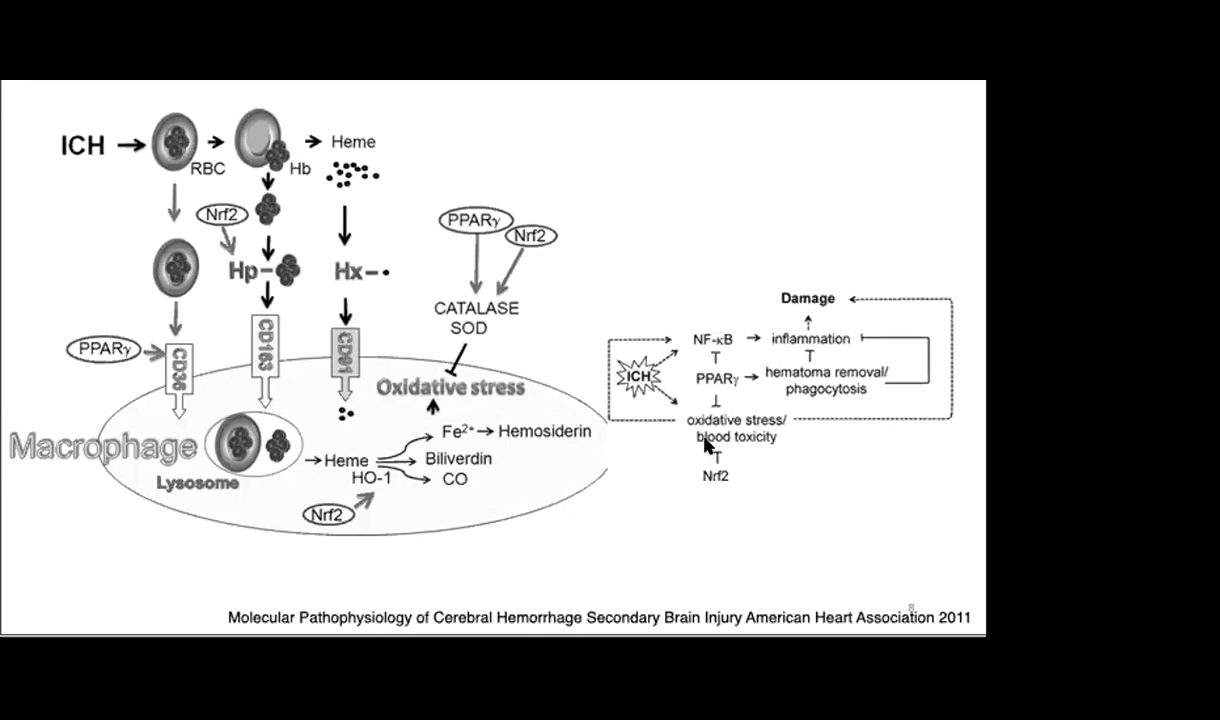 ICH
RBC
Hb
Heme
Nrf2
Hp
Hx
PPARγ
Nrf2
CATALASE
SOD
PPARγ
CD36
CD163
CD91
Oxidative stress
Macrophage
Lysosome
Heme
HO-1
Fe²⁺
Hemosiderin
Biliverdin
CO
Nrf2
Damage
NF-κB
inflammation
ICH
PPARγ
hematoma removal/
phagocytosis
oxidative stress/
blood toxicity
Nrf2
8
Molecular Pathophysiology of Cerebral Hemorrhage Secondary Brain Injury American Heart Association 2011